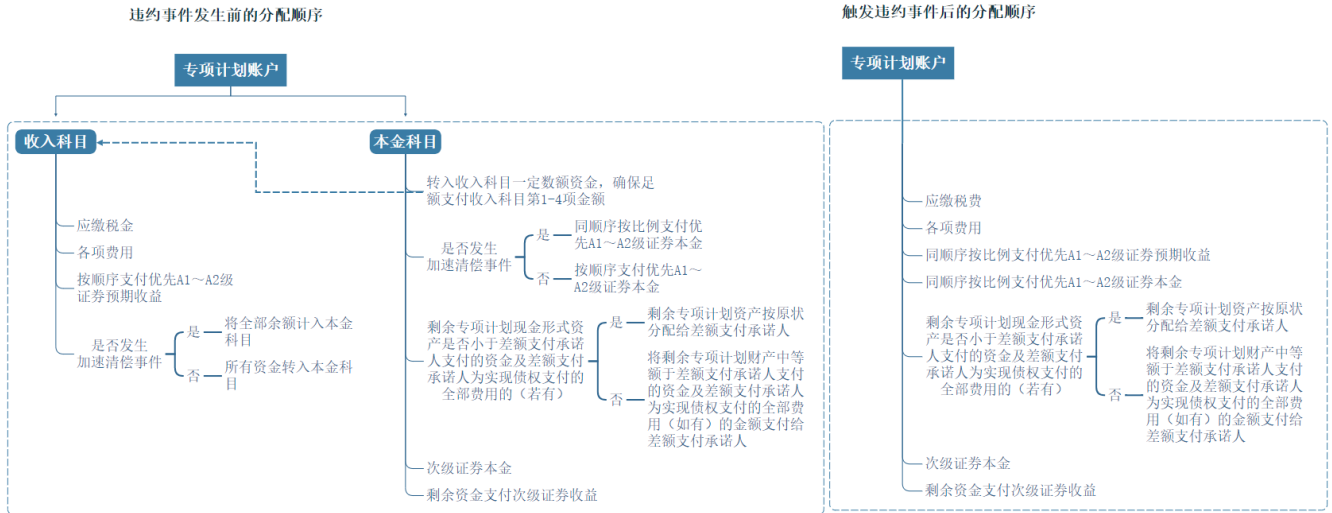 违约事件发生前的分配顺序
专项计划账户
收入科目
应缴税金
各项费用
按顺序支付优先A1～A2级
证券预期收益
是否发生
加速清偿事件
是
将全部余额计入本金
科目
否
所有资金转入本金科
目
本金科目
转入收入科目一定数额资金，确保足
额支付收入科目第1-4项金额
是否发生
加速清偿事件
是
同顺序按比例支付优
先A1～A2级证券本金
否
按顺序支付优先A1～
A2级证券本金
剩余专项计划现金形式资
产是否小于差额支付承诺
人支付的资金及差额支付
承诺人为实现债权支付的
全部费用的（若有）
是
剩余专项计划资产按原状
分配给差额支付承诺人
否
将剩余专项计划财产中等
额于差额支付承诺人支付
的资金及差额支付承诺人
为实现债权支付的全部费
用（如有）的金额支付给
差额支付承诺人
次级证券本金
剩余资金支付次级证券收益
触发违约事件后的分配顺序
专项计划账户
应缴税费
各项费用
同顺序按比例支付优先A1～A2级证券预期收益
同顺序按比例支付优先A1～A2级证券本金
剩余专项计划现金形式资
产是否小于差额支付承诺
人支付的资金及差额支付
承诺人为实现债权支付的
全部费用的（若有）
是
剩余专项计划资产按原状
分配给差额支付承诺人
否
将剩余专项计划财产中等
额于差额支付承诺人支付
的资金及差额支付承诺人
为实现债权支付的全部费
用（如有）的金额支付给
差额支付承诺人
次级证券本金
剩余资金支付次级证券收益